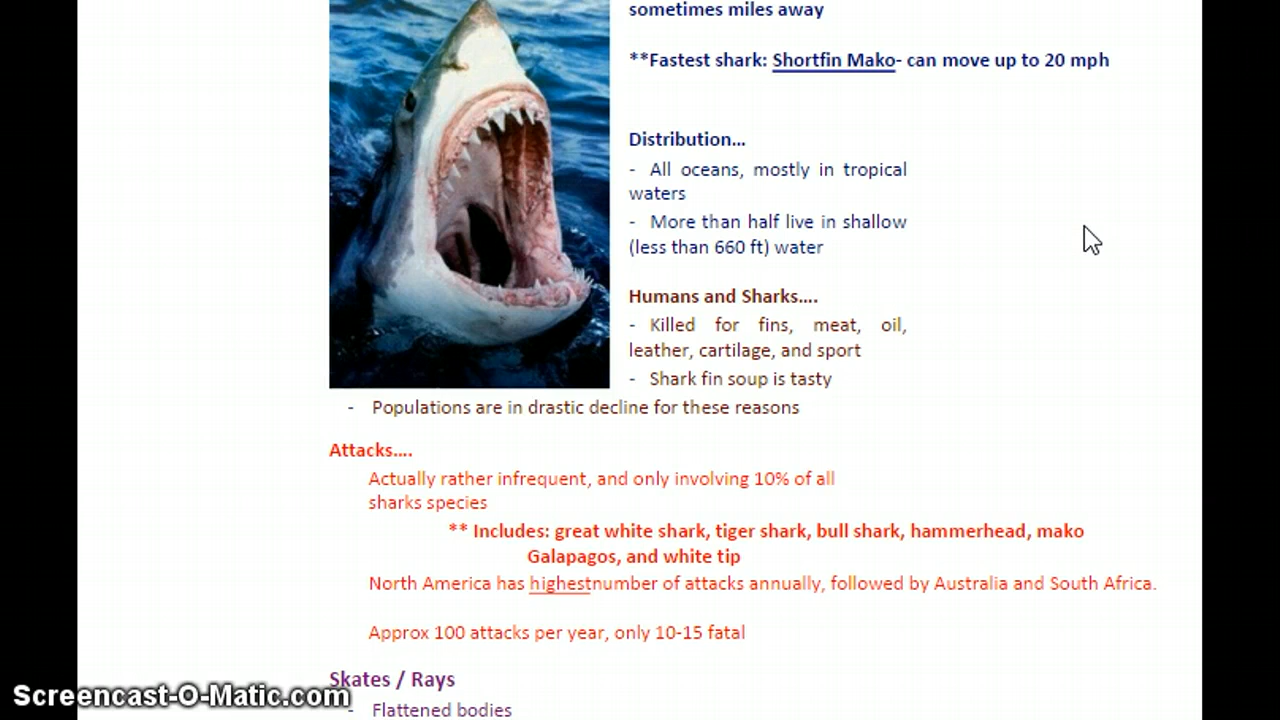 sometimes miles away
**Fastest shark: Shortfin Mako- can move up to 20 mph
Distribution...
- All oceans, mostly in tropical
waters
- More than half live in shallow
(less than 660 ft) water
Humans and Sharks....
- Killed for fins, meat, oil,
leather, cartilage, and sport
- Shark fin soup is tasty
- Populations are in drastic decline for these reasons
Attacks....
Actually rather infrequent, and only involving 10% of all
sharks species
** Includes: great white shark, tiger shark, bull shark, hammerhead, mako
Galapagos, and white tip
North America has highestnumber of attacks annually, followed by Australia and South Africa.
Approx 100 attacks per year, only 10-15 fatal
Skates / Rays
- Flattened bodies
Screencast-O-Matic.com